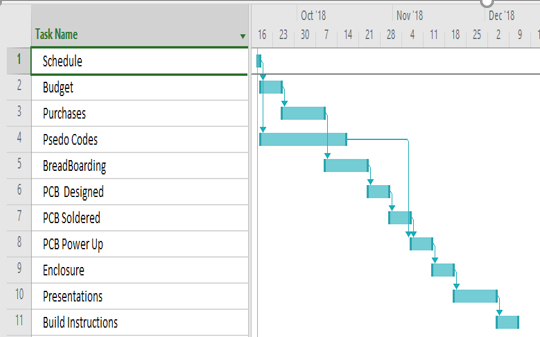 Oct '18 Nov '18 Dec '18
Task Name 16 23 30 7 14 21 28 4 11 18 25 2 9
1 Schedule
2 Budget
3 Purchases
4 Psedo Codes
5 BreadBoarding
6 PCB Designed
7 PCB Soldered
8 PCB Power Up
9 Enclosure
10 Presentations
11 Build Instructions